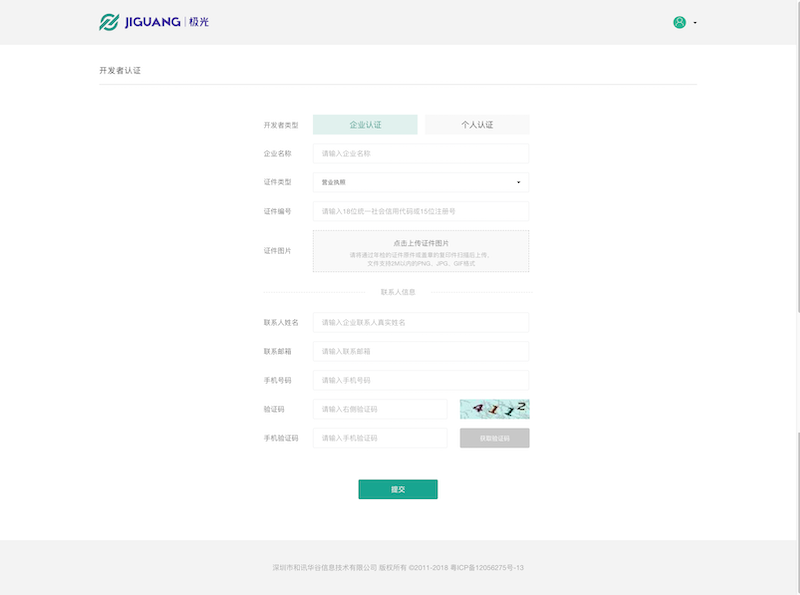 JIGUANG | 极光
开发者认证
开发者类型 企业认证 个人认证
企业名称 请输入企业名称
证件类型 营业执照
证件编号 请输入18位统一社会信用代码或15位注册号
证件图片 点击上传证件图片
请将通过年检的证件原件或盖章的复印件扫描后上传，
文件支持2M以内的PNG、JPG、GIF格式
联系人信息
联系人姓名 请输入企业联系人真实姓名
联系邮箱 请输入联系邮箱
手机号码 请输入手机号码
验证码 请输入右侧验证码 4112
手机验证码 请输入手机验证码 获取验证码
提交
深圳市和讯华谷信息技术有限公司 版权所有 ©2011-2018 粤ICP备12056275号-13